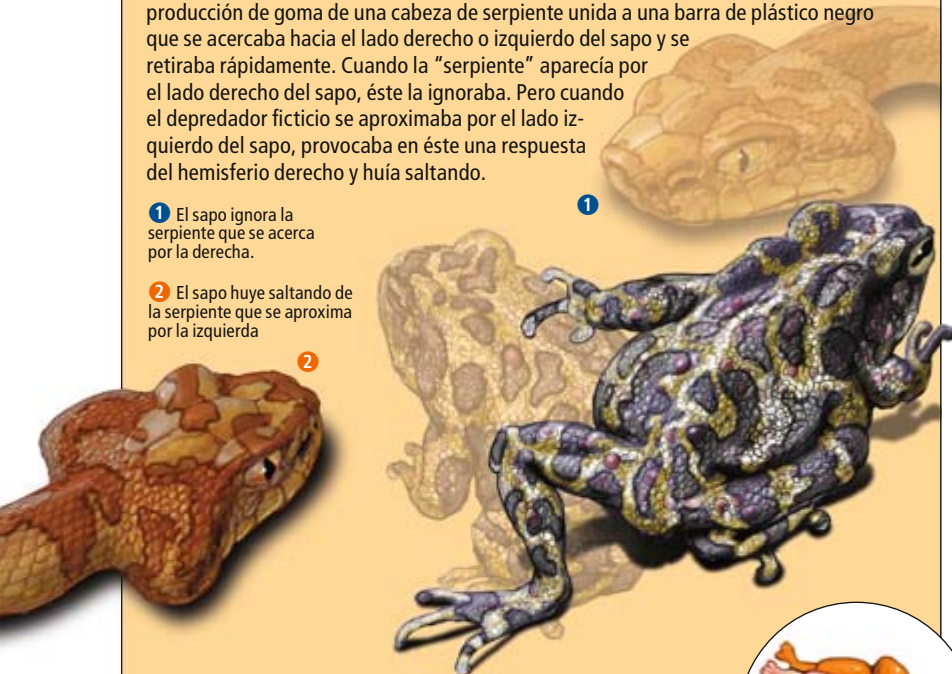 producción de goma de una cabeza de serpiente unida a una barra de plástico negro
que se acercaba hacia el lado derecho o izquierdo del sapo y se
retiraba rápidamente. Cuando la “serpiente” aparecía por
el lado derecho del sapo, éste la ignoraba. Pero cuando
el depredador ficticio se aproximaba por el lado iz-
quierdo del sapo, provocaba en éste una respuesta
del hemisferio derecho y huía saltando.
1 El sapo ignora la
serpiente que se acerca
por la derecha.
2 El sapo huye saltando de
la serpiente que se aproxima
por la izquierda
1
2